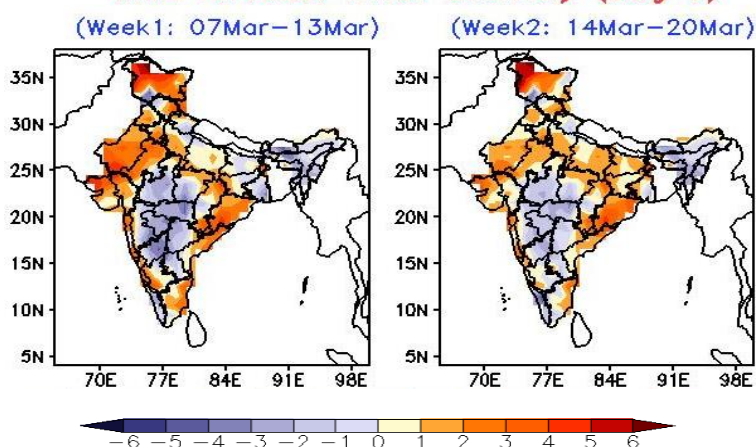 (Week1: 07Mar−13Mar) (Week2: 14Mar−20Mar)
35N 35N
30N 30N
25N 25N
20N 20N
15N 15N
10N 10N
5N 5N
70E 77E 84E 91E 98E 70E 77E 84E 91E 98E
−6 −5 −4 −3 −2 −1 0 1 2 3 4 5 6